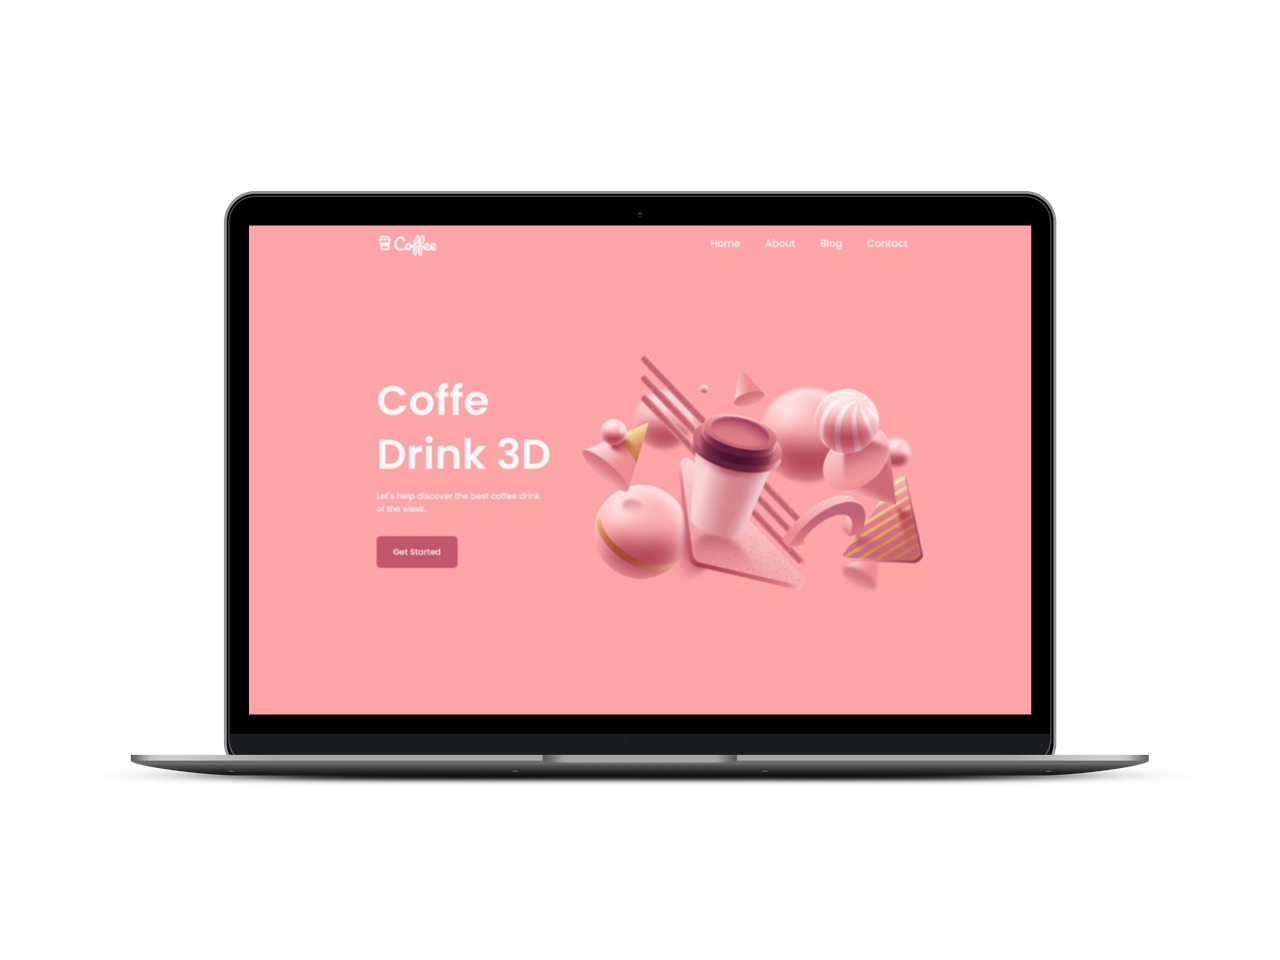 Coffee
Home About Blog Contact
Coffe
Drink 3D
Let's help discover the best coffee drink
of the week.
Get Started